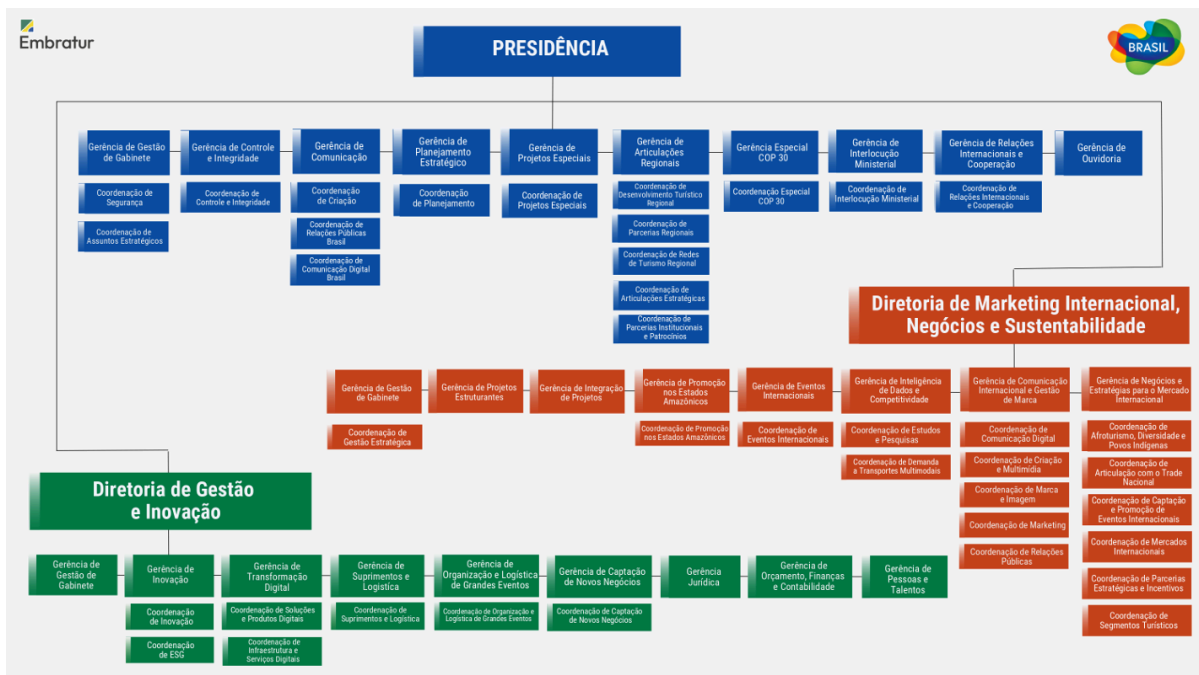 Embratur
PRESIDÊNCIA
BRASIL
Gerência de Gestão
de Gabinete
Gerência de Controle
e Integridade
Gerência de
Comunicação
Gerência de
Planejamento
Estratégico
Gerência de
Projetos Especiais
Gerência de
Articulações
Regionais
Gerência Especial
COP 30
Gerência de
Interlocução
Ministerial
Gerência de Relações
Internacionais e
Cooperação
Gerência de
Ouvidoria
Coordenação de
Segurança
Coordenação de
Assuntos Estratégicos
Coordenação de
Controle e Integridade
Coordenação
de Criação
Coordenação de
Relações Públicas
Brasil
Coordenação de
Comunicação Digital
Brasil
Coordenação
de Planejamento
Coordenação de
Projetos Especiais
Coordenação de
Desenvolvimento Turístico
Regional
Coordenação de
Parcerias Regionais
Coordenação de Redes
de Turismo Regional
Coordenação de
Articulações Estratégicas
Coordenação de
Parcerias Institucionais
e Patrocínios
Coordenação Especial
COP 30
Coordenação de
Interlocução Ministerial
Coordenação de
Relações Internacionais
e Cooperação
Diretoria de Marketing Internacional,
Negócios e Sustentabilidade
Gerência de Gestão
de Gabinete
Gerência de Projetos
Estruturantes
Gerência de Integração
de Projetos
Gerência de Promoção
nos Estados
Amazônicos
Gerência de Eventos
Internacionais
Gerência de Inteligência
de Dados e
Competitividade
Gerência de Comunicação
Internacional e Gestão
de Marca
Gerência de Negócios e
Estratégias para o Mercado
Internacional
Coordenação de
Gestão Estratégica
Coordenação de Promoção
nos Estados Amazônicos
Coordenação de
Eventos Internacionais
Coordenação de Estudos
e Pesquisas
Coordenação de Demanda
a Transportes Multimodais
Coordenação de
Comunicação Digital
Coordenação de Criação
e Multimídia
Coordenação de Marca
e Imagem
Coordenação de Marketing
Coordenação de Relações
Públicas
Coordenação de
Afroturismo, Diversidade e
Povos Indígenas
Coordenação de
Articulação com o Trade
Nacional
Coordenação de Captação
e Promoção de
Eventos Internacionais
Coordenação de Mercados
Internacionais
Coordenação de Parcerias
Estratégicas e Incentivos
Coordenação de
Segmentos Turísticos
Diretoria de Gestão
e Inovação
Gerência de
Gestão de
Gabinete
Gerência de
Inovação
Gerência de
Transformação
Digital
Gerência de
Suprimentos e
Logística
Gerência de
Organização e Logística
de Grandes Eventos
Gerência de Captação
de Novos Negócios
Gerência
Jurídica
Gerência de
Orçamento, Finanças
e Contabilidade
Gerência de
Pessoas e
Talentos
Coordenação
de Inovação
Coordenação
de ESG
Coordenação de Soluções
e Produtos Digitais
Coordenação de
Infraestrutura e
Serviços Digitais
Coordenação de
Suprimentos e Logística
Coordenação de Organização e
Logística de Grandes Eventos
Coordenação de Captação
de Novos Negócios